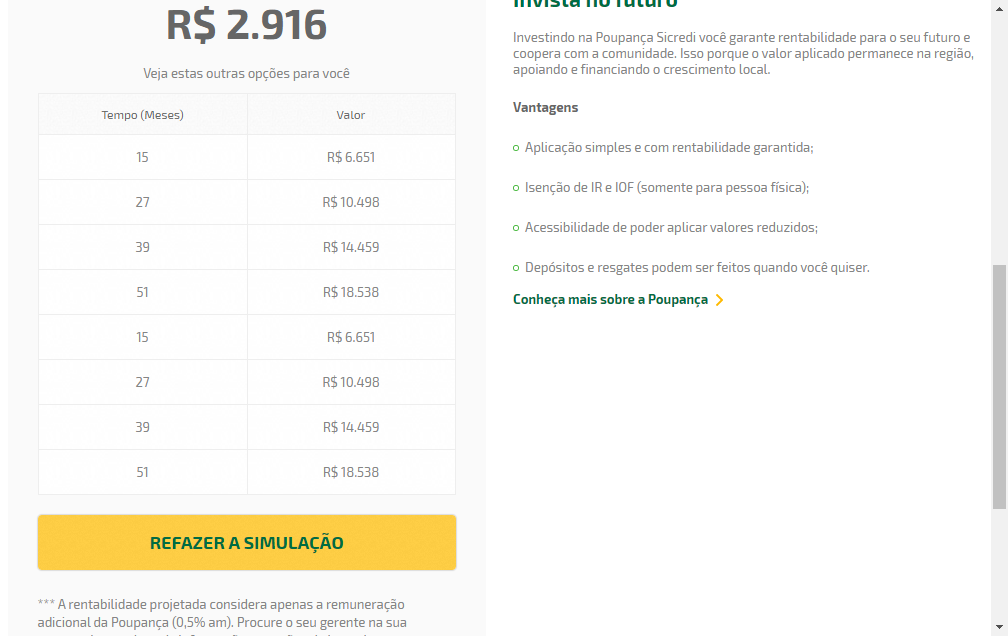 R$ 2.916
Veja estas outras opções para você
Tempo (Meses) Valor
15 R$ 6.651
27 R$ 10.498
39 R$ 14.459
51 R$ 18.538
15 R$ 6.651
27 R$ 10.498
39 R$ 14.459
51 R$ 18.538
REFAZER A SIMULAÇÃO
*** A rentabilidade projetada considera apenas a remuneração
adicional da Poupança (0,5% am). Procure o seu gerente na sua
Invista no futuro
Investindo na Poupança Sicredi você garante rentabilidade para o seu futuro e
coopera com a comunidade. Isso porque o valor aplicado permanece na região,
apoiando e financiando o crescimento local.
Vantagens
Aplicação simples e com rentabilidade garantida;
Isenção de IR e IOF (somente para pessoa física);
Acessibilidade de poder aplicar valores reduzidos;
Depósitos e resgates podem ser feitos quando você quiser.
Conheça mais sobre a Poupança